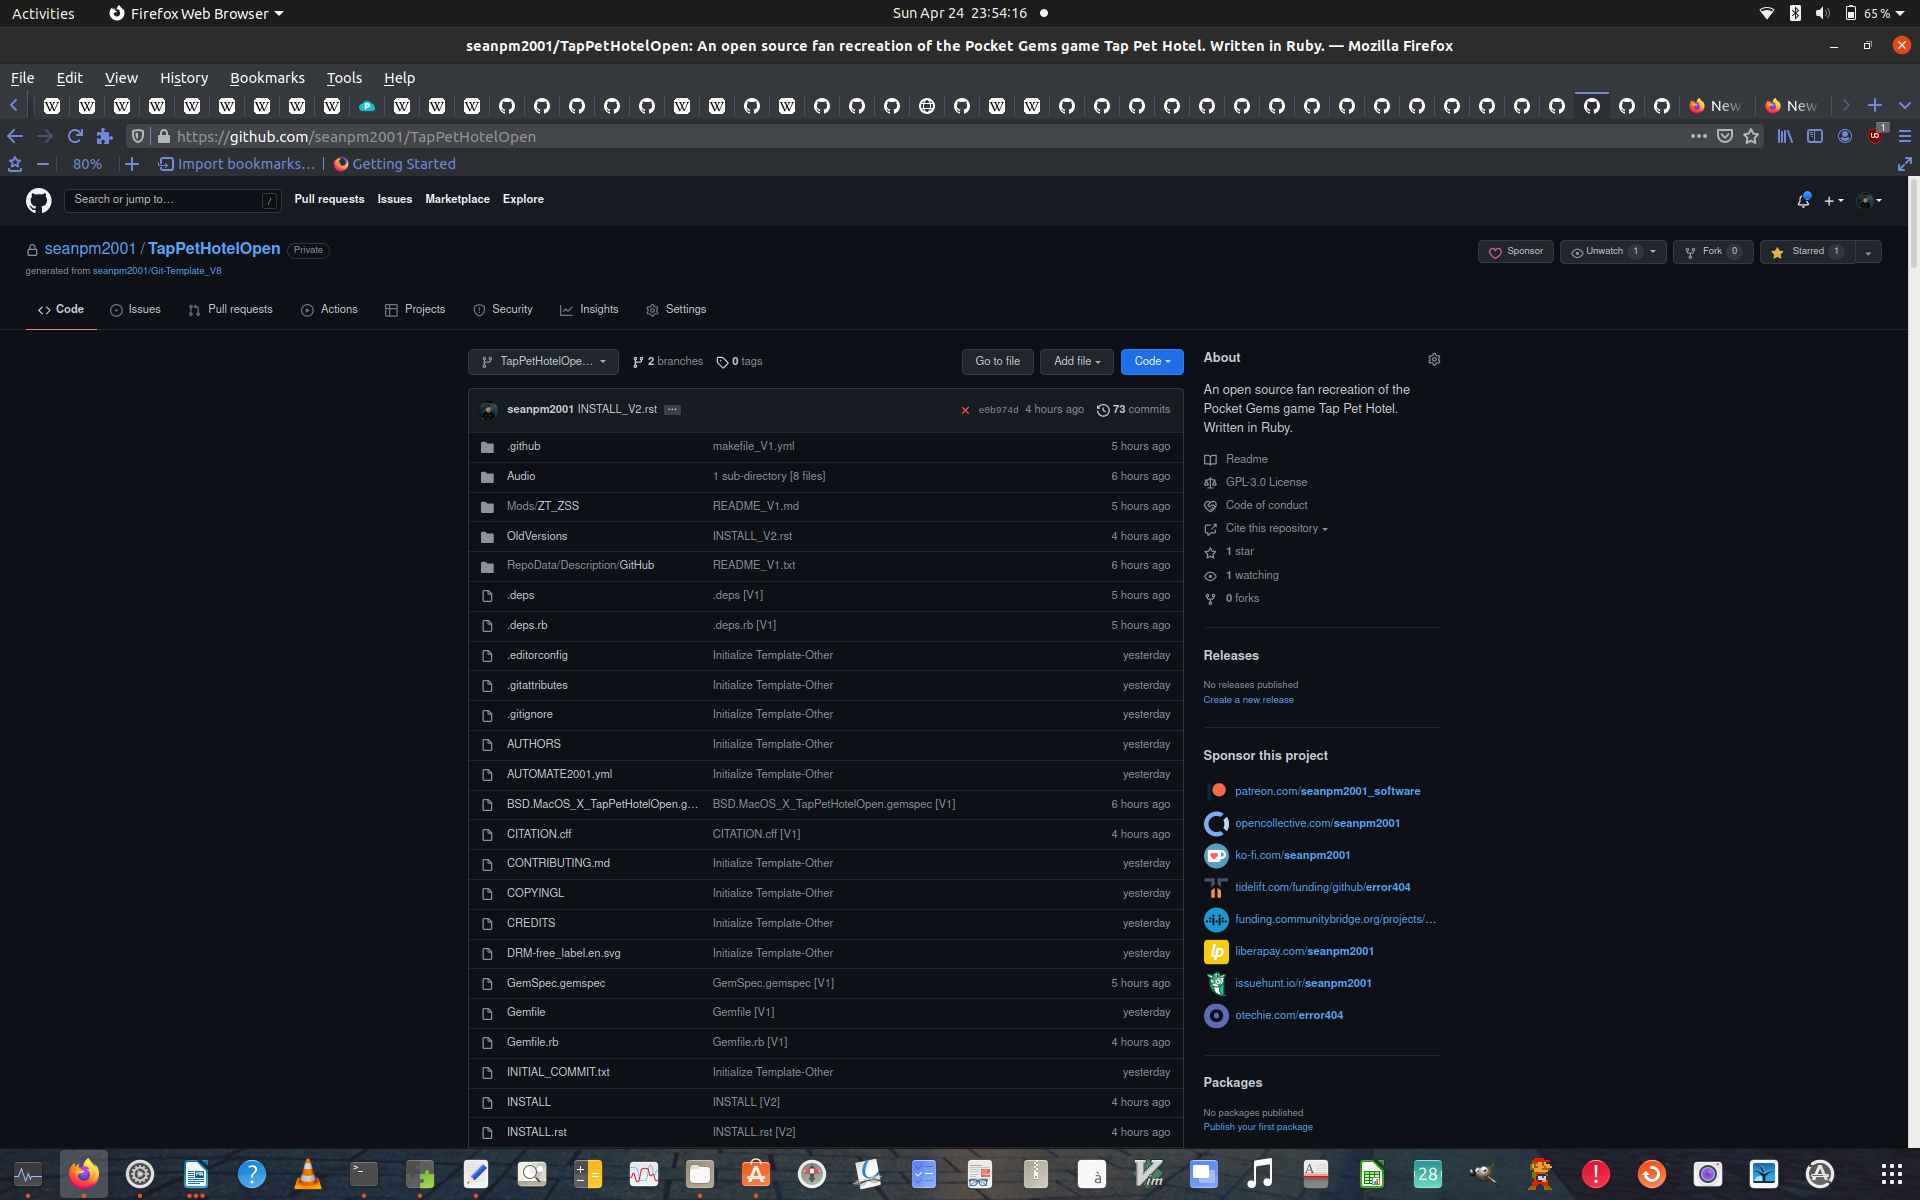 Activities
Firefox Web Browser
Sun Apr 24 23:54:16
65 %
seanpm2001/TapPetHotelOpen: An open source fan recreation of the Pocket Gems game Tap Pet Hotel. Written in Ruby. — Mozilla Firefox
File Edit View History Bookmarks Tools Help
New New
https://github.com/seanpm2001/TapPetHotelOpen
1
80%
Import bookmarks...
Getting Started
Search or jump to…
/
Pull requests Issues Marketplace Explore
seanpm2001 / TapPetHotelOpen Private
generated from seanpm2001/Git-Template_V8
Sponsor
Unwatch 1
Fork 0
Starred 1
Code Issues Pull requests Actions Projects Security Insights Settings
TapPetHotelOpe…
2 branches
0 tags
Go to file
Add file
Code
seanpm2001 INSTALL_V2.rst … e0b974d 4 hours ago 73 commits
.github makefile_V1.yml 5 hours ago
Audio 1 sub-directory [8 files] 6 hours ago
Mods/ZT_ZSS README_V1.md 5 hours ago
OldVersions INSTALL_V2.rst 4 hours ago
RepoData/Description/GitHub README_V1.txt 6 hours ago
.deps .deps [V1] 5 hours ago
.deps.rb .deps.rb [V1] 5 hours ago
.editorconfig Initialize Template-Other yesterday
.gitattributes Initialize Template-Other yesterday
.gitignore Initialize Template-Other yesterday
AUTHORS Initialize Template-Other yesterday
AUTOMATE2001.yml Initialize Template-Other yesterday
BSD.MacOS_X_TapPetHotelOpen.g… BSD.MacOS_X_TapPetHotelOpen.gemspec [V1] 6 hours ago
CITATION.cff CITATION.cff [V1] 4 hours ago
CONTRIBUTING.md Initialize Template-Other yesterday
COPYINGL Initialize Template-Other yesterday
CREDITS Initialize Template-Other yesterday
DRM-free_label.en.svg Initialize Template-Other yesterday
GemSpec.gemspec GemSpec.gemspec [V1] 5 hours ago
Gemfile Gemfile [V1] yesterday
Gemfile.rb Gemfile.rb [V1] 4 hours ago
INITIAL_COMMIT.txt Initialize Template-Other yesterday
INSTALL INSTALL [V2] 4 hours ago
INSTALL.rst INSTALL.rst [V2] 4 hours ago
About
An open source fan recreation of the
Pocket Gems game Tap Pet Hotel.
Written in Ruby.
Readme
GPL-3.0 License
Code of conduct
Cite this repository
1 star
1 watching
0 forks
Releases
No releases published
Create a new release
Sponsor this project
patreon.com/seanpm2001_software
opencollective.com/seanpm2001
ko-fi.com/seanpm2001
tidelift.com/funding/github/error404
funding.communitybridge.org/projects/…
liberapay.com/seanpm2001
issuehunt.io/r/seanpm2001
otechie.com/error404
Packages
No packages published
Publish your first package
28